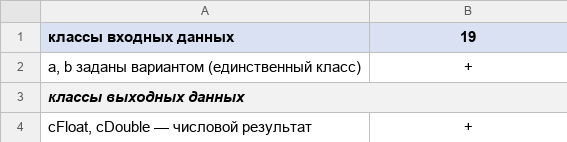 A B
1 классы входных данных 19
2 a, b заданы вариантом (единственный класс) +
3 классы выходных данных
4 cFloat, cDouble — числовой результат +